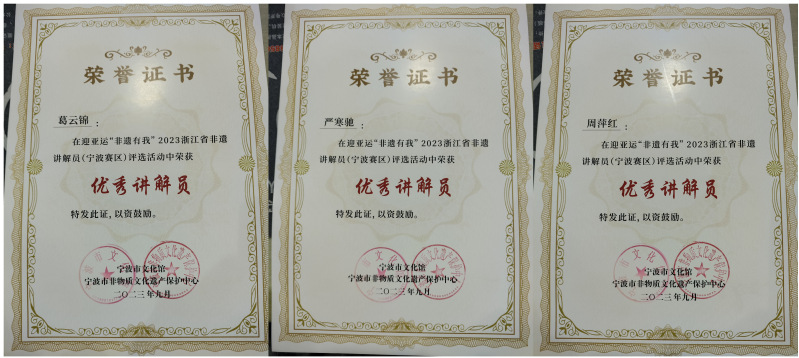 荣誉证书
葛云锦：
在迎亚运“非遗有我”2023浙江省非遗
讲解员(宁波赛区)评选活动中荣获
优秀讲解员
特发此证，以资鼓励。
宁波市文化馆
宁波市非物质文化遗产保护中心
二〇二三年九月
荣誉证书
严寒驰：
在迎亚运“非遗有我”2023浙江省非遗
讲解员(宁波赛区)评选活动中荣获
优秀讲解员
特发此证，以资鼓励。
宁波市文化馆
宁波市非物质文化遗产保护中心
二〇二三年九月
荣誉证书
周萍红：
在迎亚运“非遗有我”2023浙江省非遗
讲解员(宁波赛区)评选活动中荣获
优秀讲解员
特发此证，以资鼓励。
宁波市文化馆
宁波市非物质文化遗产保护中心
二〇二三年九月